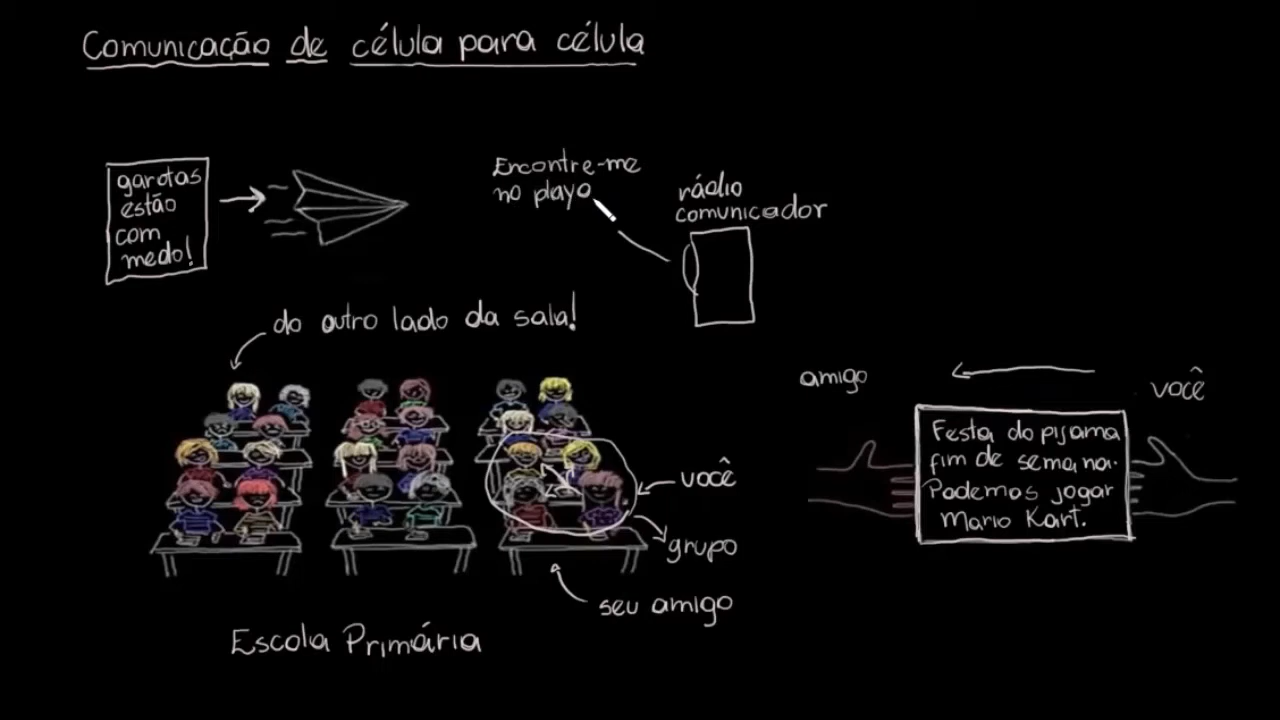 Comunicação de célula para célula
garotas
estão
com
medo!
Encontre-me
no playo
rádio
comunicador
do outro lado da sala!
amigo
você
Festa do pijama
fim de semana.
Podemos jogar
Mario Kart.
você
grupo
seu amigo
Escola Primária